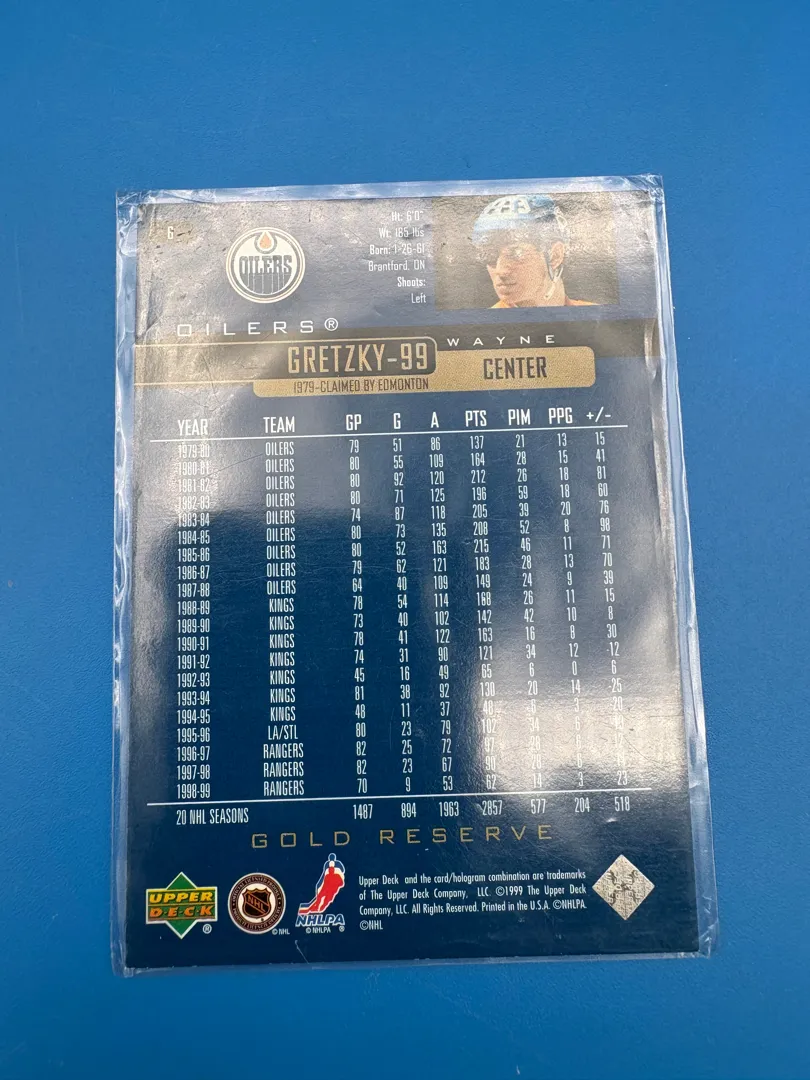 6
OILERS
Ht: 6'0"
Wt: 185 lbs
Born: 1-26-61
Brantford, ON
Shoots:
Left
OILERS®
WAYNE
GRETZKY-99
CENTER
1979-CLAIMED BY EDMONTON
YEAR TEAM GP G A PTS PIM PPG +/-
1979-80 OILERS 79 51 86 137 21 13 15
1980-81 OILERS 80 55 109 164 28 15 41
1981-82 OILERS 80 92 120 212 26 18 81
1982-83 OILERS 80 71 125 196 59 18 60
1983-84 OILERS 74 87 118 205 39 20 76
1984-85 OILERS 80 73 135 208 52 8 98
1985-86 OILERS 80 52 163 215 46 11 71
1986-87 OILERS 79 62 121 183 28 13 70
1987-88 OILERS 64 40 109 149 24 9 39
1988-89 KINGS 78 54 114 168 26 11 15
1989-90 KINGS 73 40 102 142 42 10 8
1990-91 KINGS 78 41 122 163 16 8 30
1991-92 KINGS 74 31 90 121 34 12 -12
1992-93 KINGS 45 16 49 65 6 0 6
1993-94 KINGS 81 38 92 130 20 14 -25
1994-95 KINGS 48 11 37 48 6 3 -20
1995-96 LA/STL 80 23 79 102 34 6
1996-97 RANGERS 82 25 72 97 28 6
1997-98 RANGERS 82 23 67 90 28 6
1998-99 RANGERS 70 9 53 62 14 3 23
20 NHL SEASONS 1487 894 1963 2857 577 204 518
GOLD RESERVE
UPPER DECK ®
NHL
©NHL
NHLPA
©NHLPA ®
Upper Deck and the card/hologram combination are trademarks
of The Upper Deck Company, LLC. ©1999 The Upper Deck
Company, LLC. All Rights Reserved. Printed in the U.S.A. ©NHLPA.
©NHL